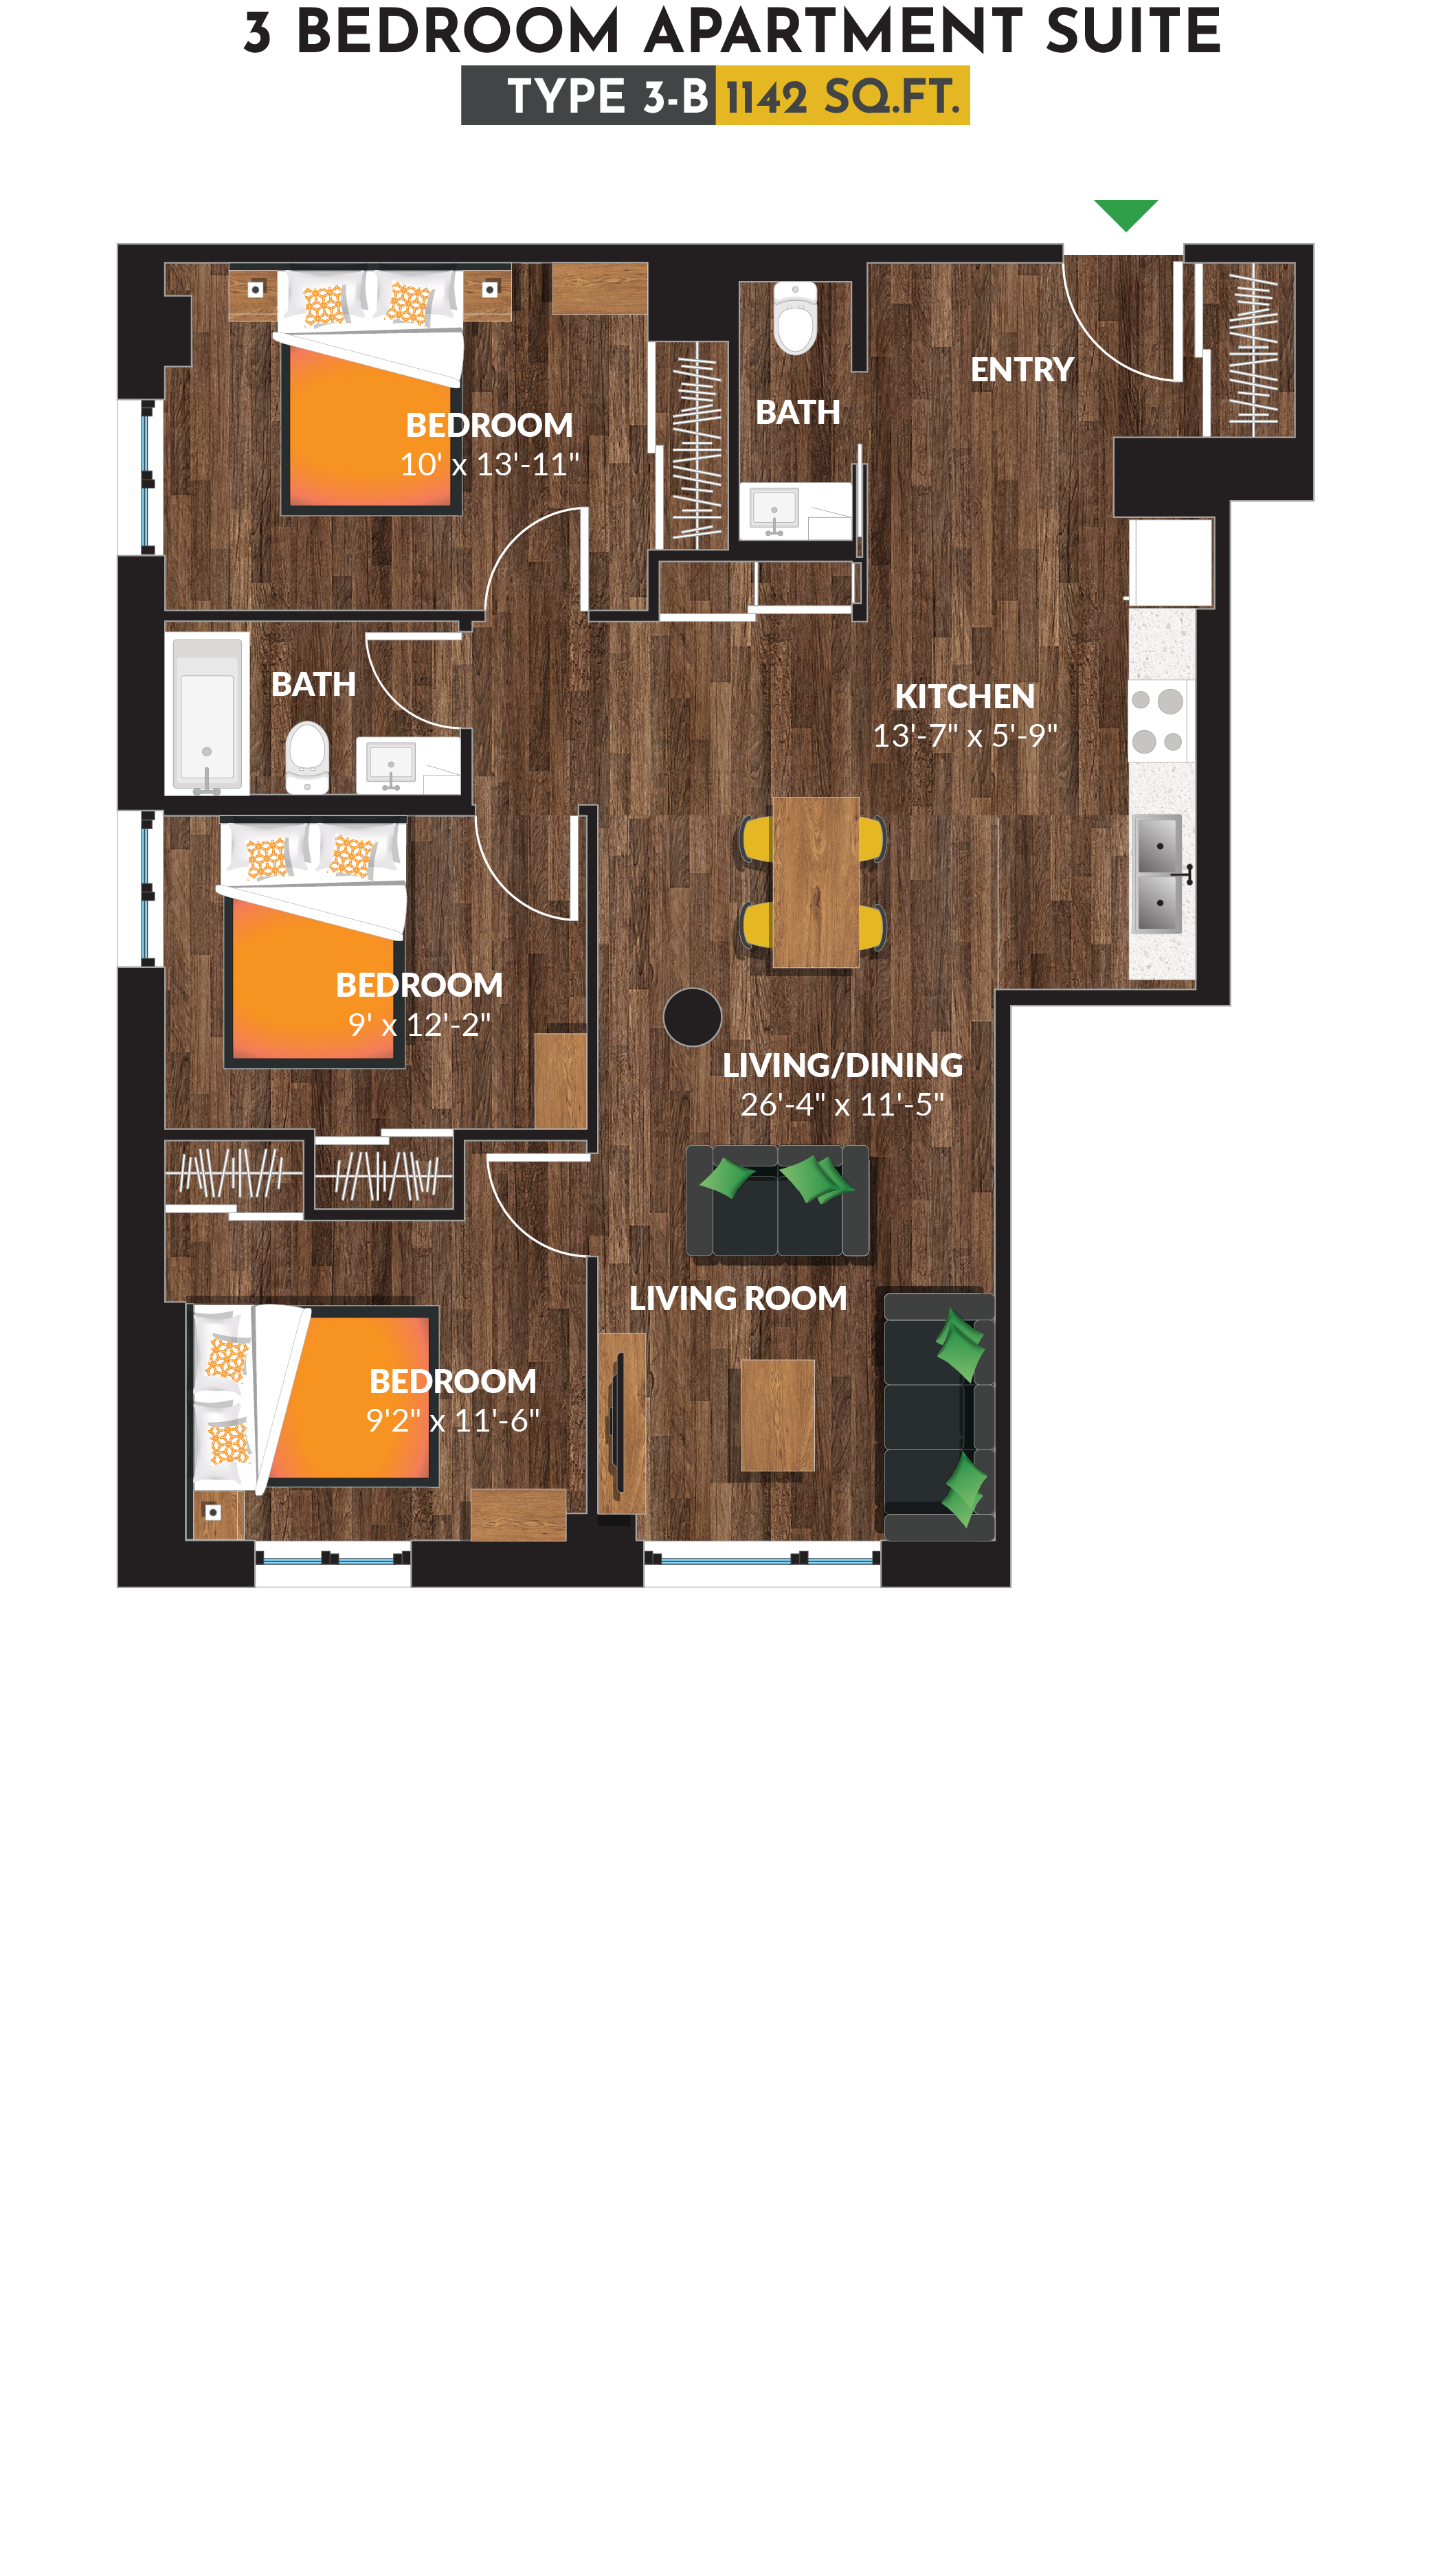 3 BEDROOM APARTMENT SUITE
TYPE 3-B 1142 SQ.FT.
ENTRY
BATH
BEDROOM
10' x 13'-11"
BATH
KITCHEN
13'-7" x 5'-9"
BEDROOM
9' x 12'-2"
LIVING/DINING
26'-4" x 11'-5"
LIVING ROOM
BEDROOM
9'2" x 11'-6"